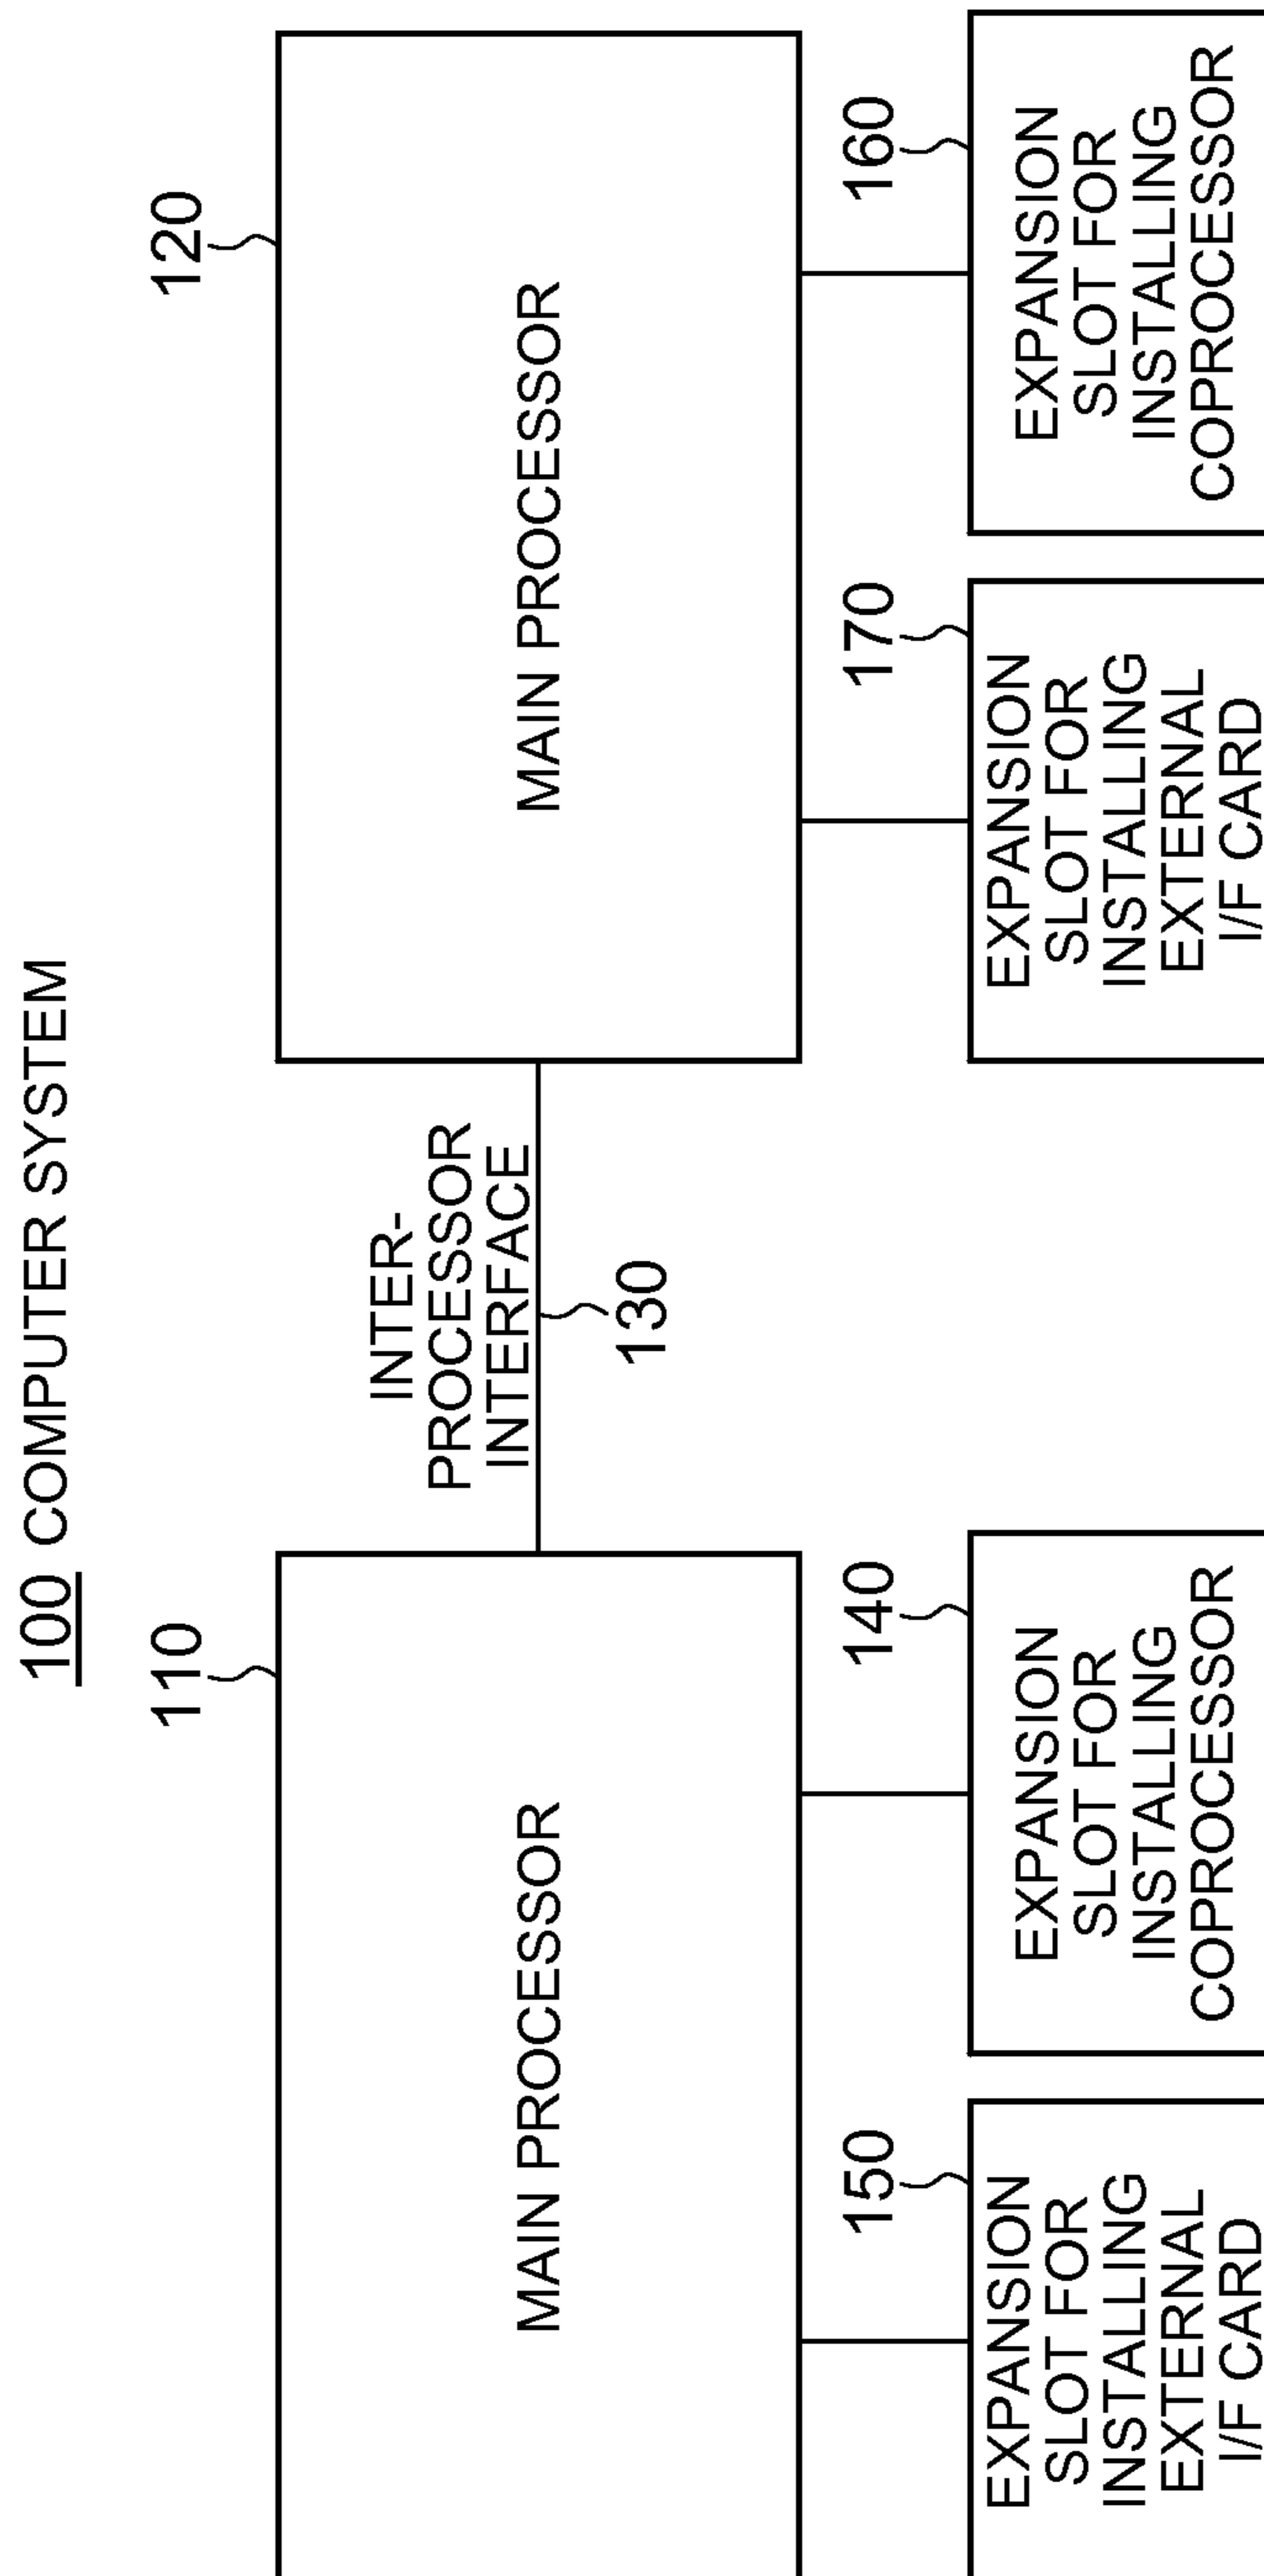 100 COMPUTER SYSTEM
110
120
MAIN PROCESSOR
INTER-
PROCESSOR
INTERFACE
130
MAIN PROCESSOR
150
140
170
160
EXPANSION
SLOT FOR
INSTALLING
EXTERNAL
I/F CARD
EXPANSION
SLOT FOR
INSTALLING
COPROCESSOR
EXPANSION
SLOT FOR
INSTALLING
EXTERNAL
I/F CARD
EXPANSION
SLOT FOR
INSTALLING
COPROCESSOR